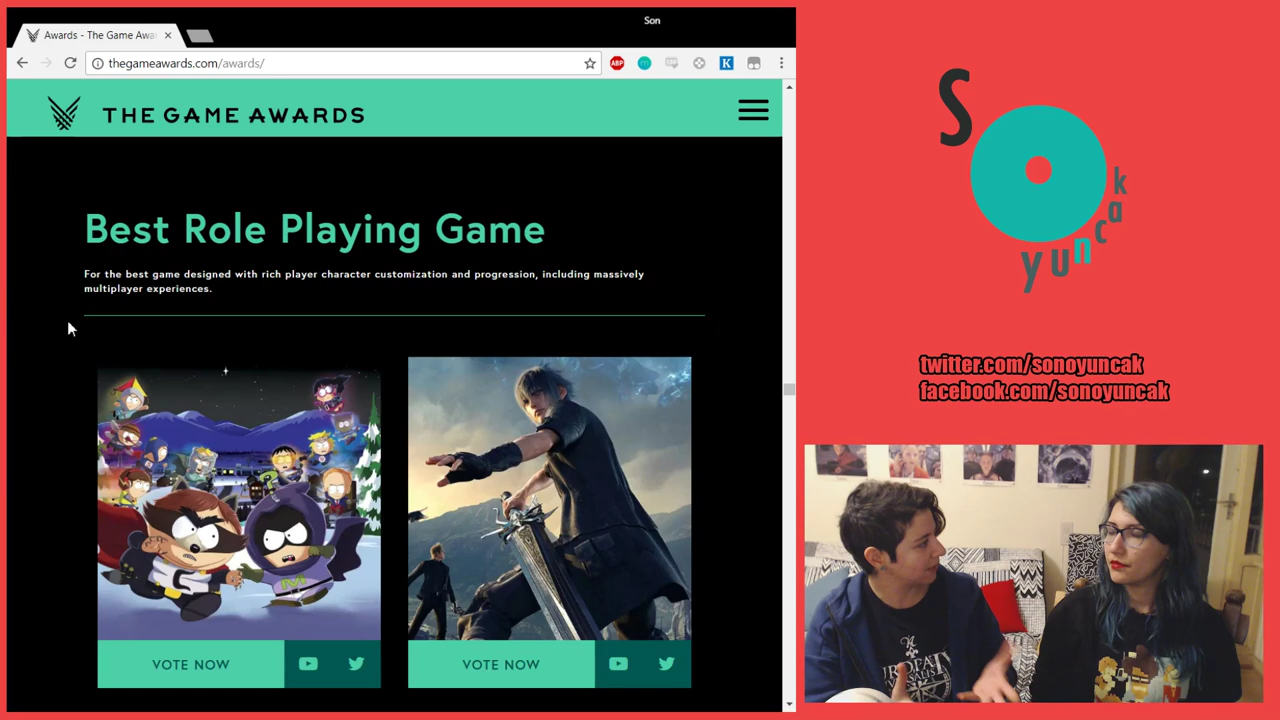 Son
Awards - The Game Awa
thegameawards.com/awards/
ABP
K
THE GAME AWARDS
Best Role Playing Game
For the best game designed with rich player character customization and progression, including massively
multiplayer experiences.
M
VOTE NOW
VOTE NOW
S
yuncak
twitter.com/sonoyuncak
facebook.com/sonoyuncak